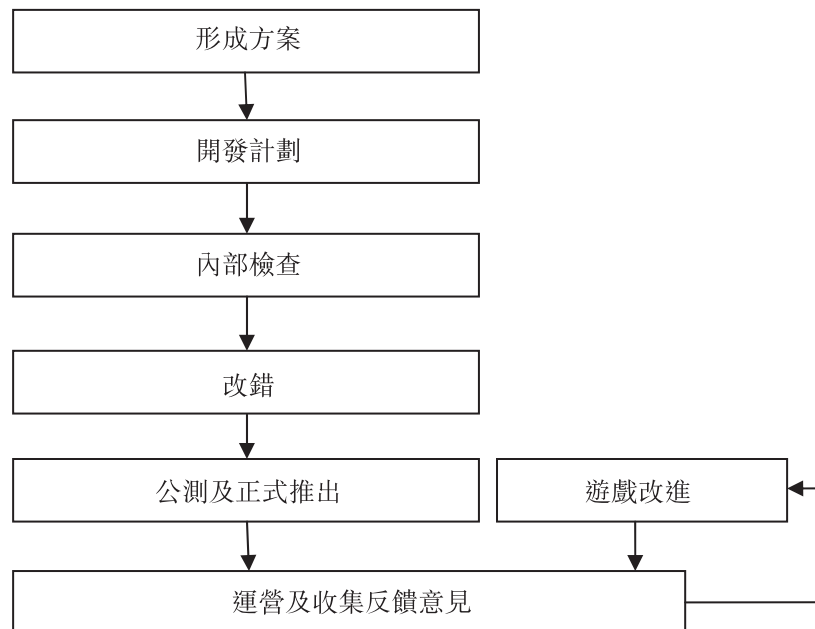 形成方案
開發計劃
內部檢查
改錯
公測及正式推出
遊戲改進
運營及收集反饋意見